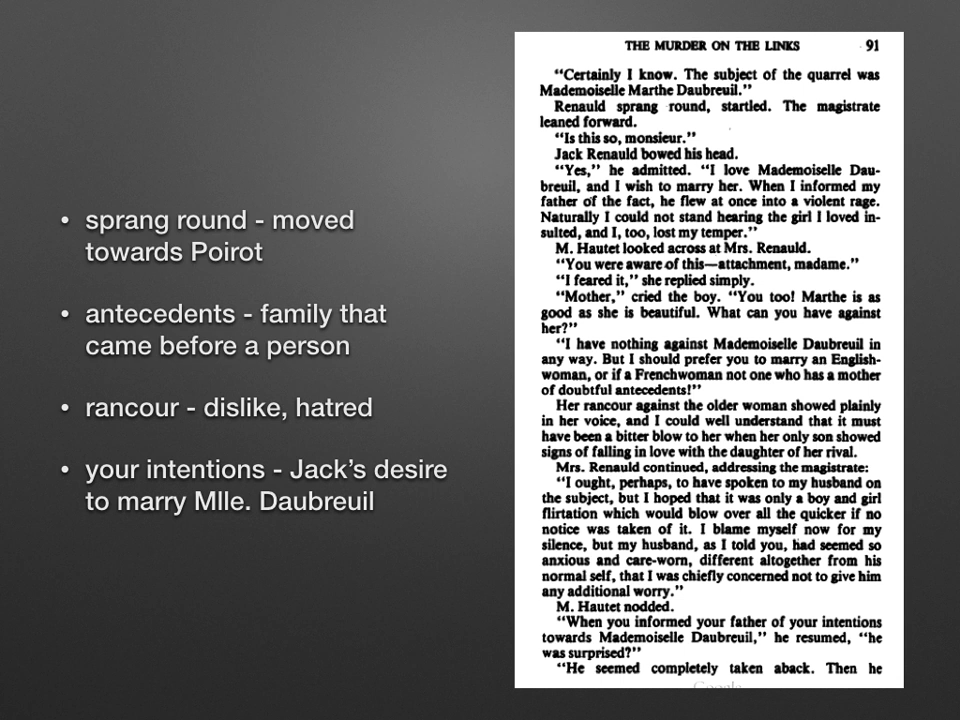 • sprang round - moved
towards Poirot
• antecedents - family that
came before a person
• rancour - dislike, hatred
• your intentions - Jack’s desire
to marry Mlle. Daubreuil
THE MURDER ON THE LINKS 91
“Certainly I know. The subject of the quarrel was
Mademoiselle Marthe Daubreuil.”
Renauld sprang round, startled. The magistrate
leaned forward.
“Is this so, monsieur.”
Jack Renauld bowed his head.
“Yes,” he admitted. “I love Mademoiselle Dau-
breuil, and I wish to marry her. When I informed my
father of the fact, he flew at once into a violent rage.
Naturally I could not stand hearing the girl I loved in-
sulted, and I, too, lost my temper.”
M. Hautet looked across at Mrs. Renauld.
“You were aware of this—attachment, madame.”
“I feared it,” she replied simply.
“Mother,” cried the boy. “You too! Marthe is as
good as she is beautiful. What can you have against
her?”
“I have nothing against Mademoiselle Daubreuil in
any way. But I should prefer you to marry an English-
woman, or if a Frenchwoman not one who has a mother
of doubtful antecedents!”
Her rancour against the older woman showed plainly
in her voice, and I could well understand that it must
have been a bitter blow to her when her only son showed
signs of falling in love with the daughter of her rival.
Mrs. Renauld continued, addressing the magistrate:
“I ought, perhaps, to have spoken to my husband on
the subject, but I hoped that it was only a boy and girl
flirtation which would blow over all the quicker if no
notice was taken of it. I blame myself now for my
silence, but my husband, as I told you, had seemed so
anxious and care-worn, different altogether from his
normal self, that I was chiefly concerned not to give him
any additional worry.”
M. Hautet nodded.
“When you informed your father of your intentions
towards Mademoiselle Daubreuil,” he resumed, “he
was surprised?”
“He seemed completely taken aback. Then he
Google